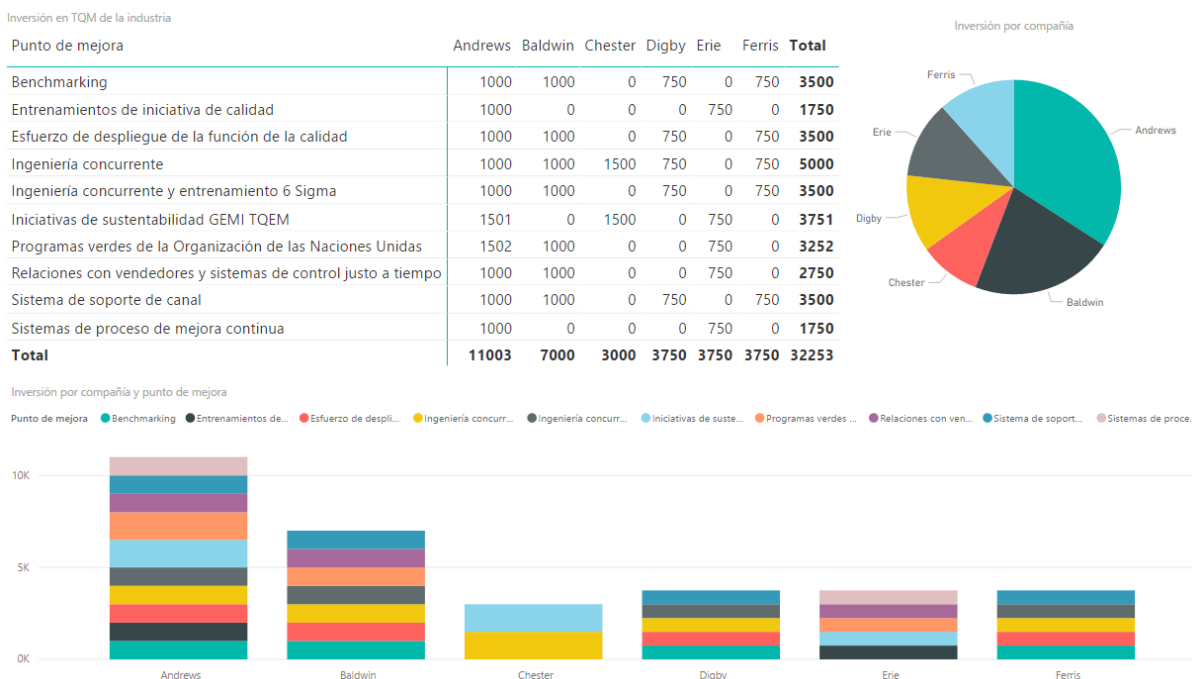 Inversión en TQM de la industria
Punto de mejora Andrews Baldwin Chester Digby Erie Ferris Total
Benchmarking 1000 1000 0 750 0 750 3500
Entrenamientos de iniciativa de calidad 1000 0 0 0 750 0 1750
Esfuerzo de despliegue de la función de la calidad 1000 1000 0 750 0 750 3500
Ingeniería concurrente 1000 1000 1500 750 0 750 5000
Ingeniería concurrente y entrenamiento 6 Sigma 1000 1000 0 750 0 750 3500
Iniciativas de sustentabilidad GEMI TQEM 1501 0 1500 0 750 0 3751
Programas verdes de la Organización de las Naciones Unidas 1502 1000 0 0 750 0 3252
Relaciones con vendedores y sistemas de control justo a tiempo 1000 1000 0 0 750 0 2750
Sistema de soporte de canal 1000 1000 0 750 0 750 3500
Sistemas de proceso de mejora continua 1000 0 0 0 750 0 1750
Total 11003 7000 3000 3750 3750 3750 32253
Inversión por compañía
Ferris
Andrews
Erie
Digby
Chester
Baldwin
Inversión por compañía y punto de mejora
Punto de mejora Benchmarking Entrenamientos de... Esfuerzo de despli... Ingeniería concurr... Ingeniería concurr... Iniciativas de suste... Programas verdes ... Relaciones con ven... Sistema de soport... Sistemas de proce...
10K
5K
0K
Andrews Baldwin Chester Digby Erie Ferris